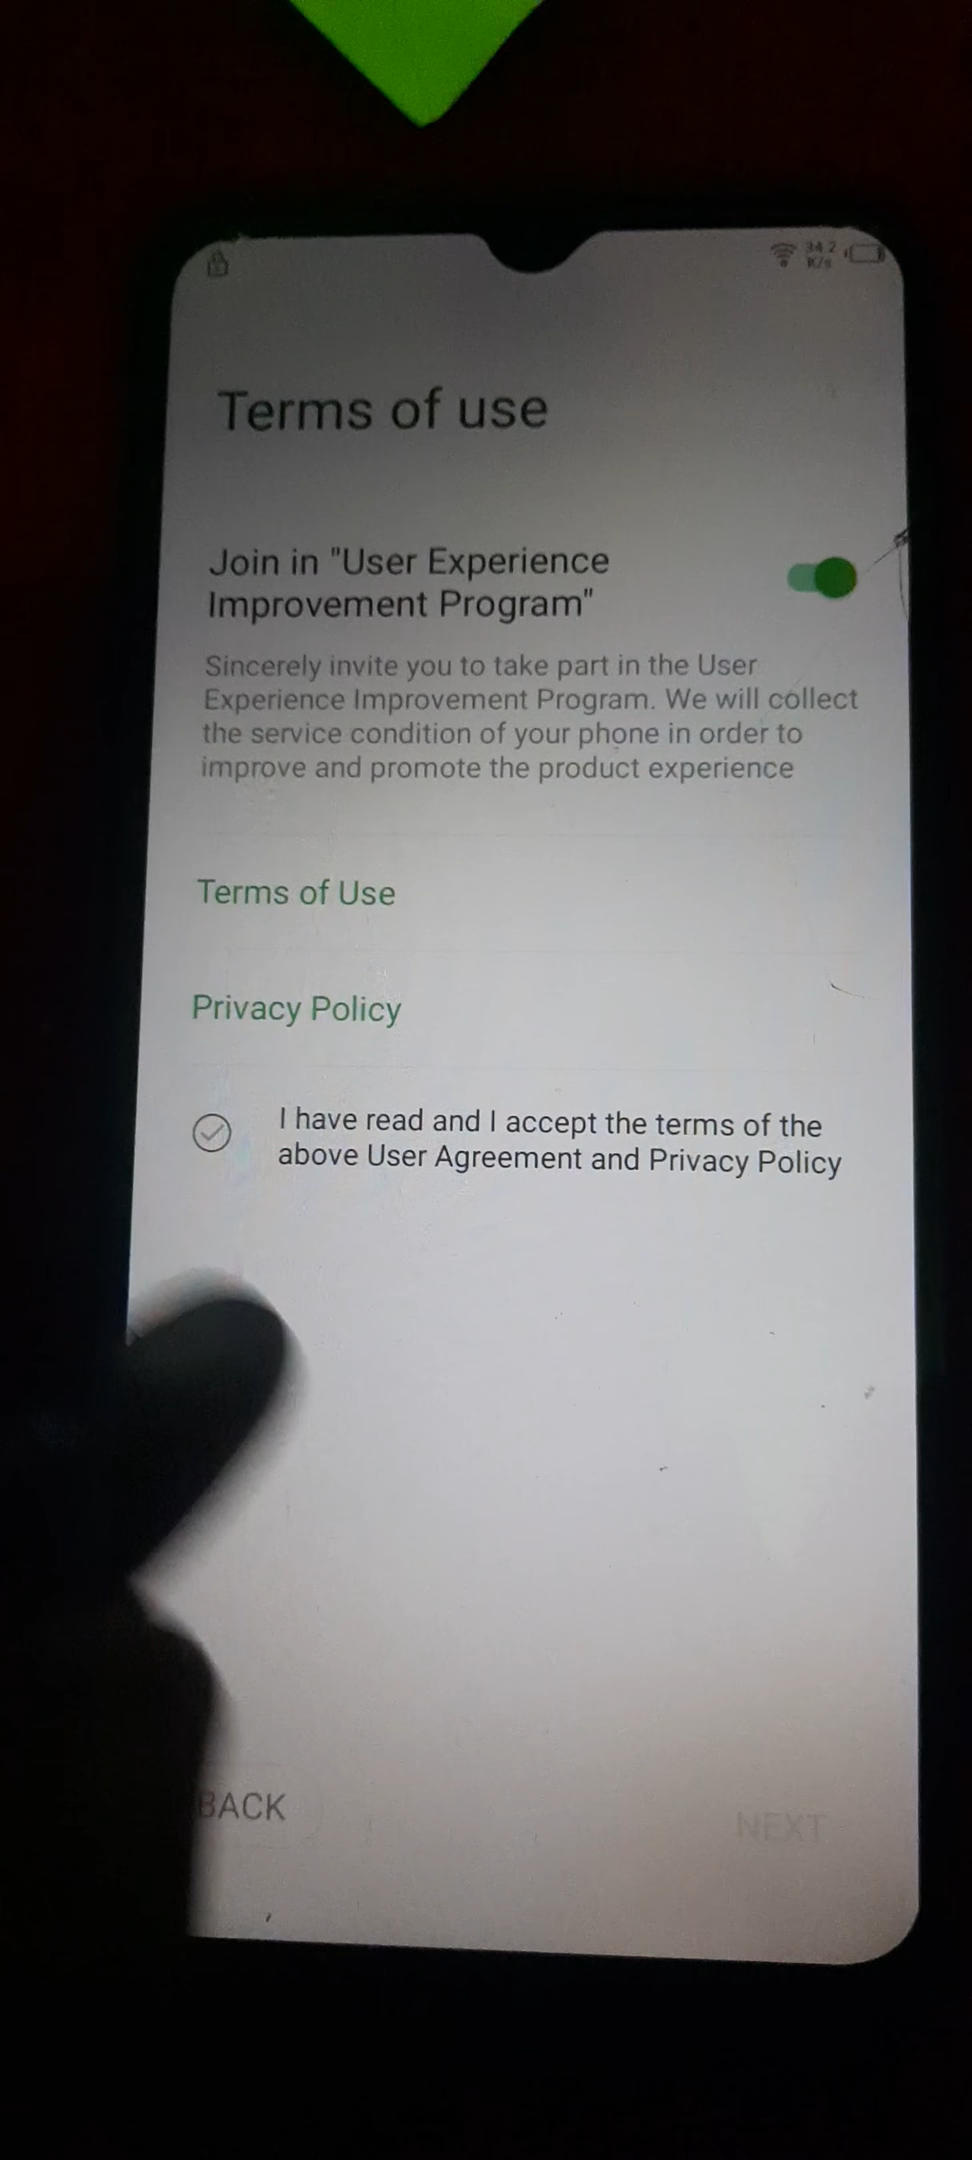 34.2
K/s
Terms of use
Join in "User Experience
Improvement Program"
Sincerely invite you to take part in the User
Experience Improvement Program. We will collect
the service condition of your phone in order to
improve and promote the product experience
Terms of Use
Privacy Policy
I have read and I accept the terms of the
above User Agreement and Privacy Policy
BACK
NEXT